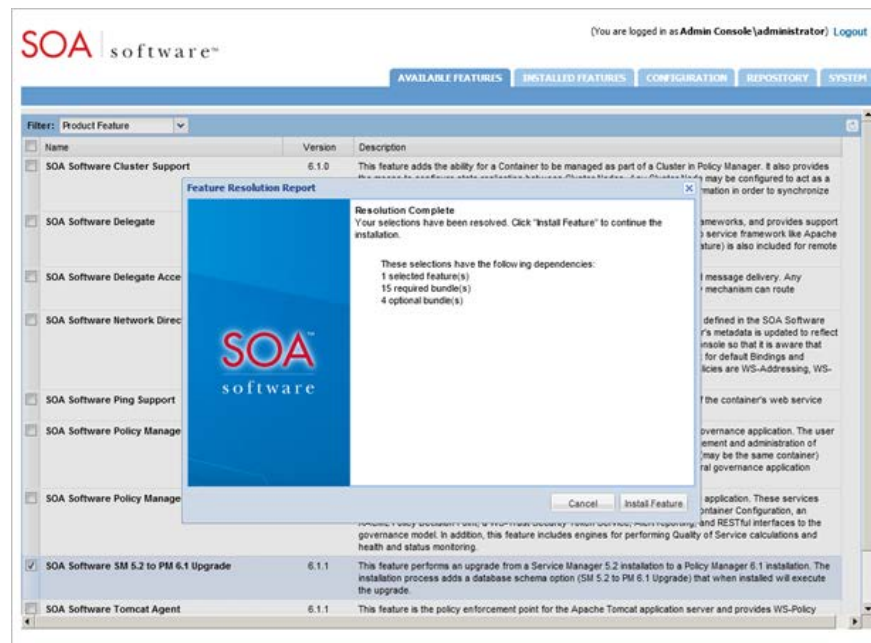 (You are logged in as Admin Console\administrator) Logout
SOA software™
AVAILABLE FEATURES INSTALLED FEATURES CONFIGURATION REPOSITORY SYSTEM
Filter: Product Feature
Name Version Description
SOA Software Cluster Support 6.1.0 This feature adds the ability for a Container to be managed as part of a Cluster in Policy Manager. It also provides
may be configured to act as a
in order to synchronize
Feature Resolution Report
Resolution Complete
Your selections have been resolved. Click "Install Feature" to continue the
installation.
These selections have the following dependencies:
1 selected feature(s)
15 required bundle(s)
4 optional bundle(s)
SOA™
software
Cancel Install Feature
SOA Software Delegate
and provides support
service framework like Apache
is also included for remote
SOA Software Delegate Acce
message delivery. Any
mechanism can route
SOA Software Network Direc
defined in the SOA Software
metadata is updated to reflect
so that it is aware that
for default Bindings and
are WS-Addressing, WS-
SOA Software Ping Support
the container's web service
SOA Software Policy Manage
governance application. The user
and administration of
(may be the same container)
governance application
SOA Software Policy Manage
application. These services
Configuration, an
and RESTful interfaces to the
governance model. In addition, this feature includes engines for performing Quality of Service calculations and
health and status monitoring.
SOA Software SM 5.2 to PM 6.1 Upgrade 6.1.1 This feature performs an upgrade from a Service Manager 5.2 installation to a Policy Manager 6.1 installation. The
installation process adds a database schema option (SM 5.2 to PM 6.1 Upgrade) that when installed will execute
the upgrade.
SOA Software Tomcat Agent 6.1.1 This feature is the policy enforcement point for the Apache Tomcat application server and provides WS-Policy